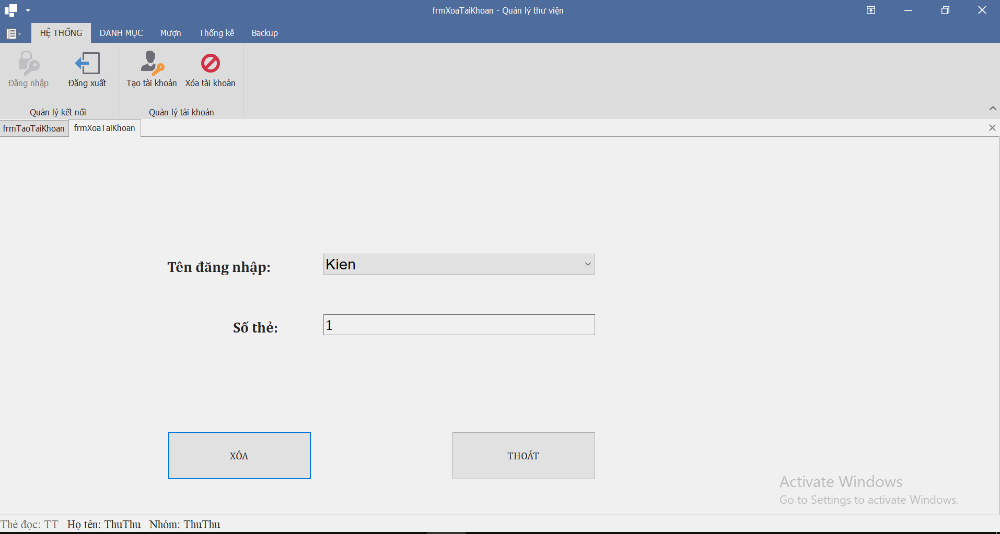 frmXoaTaiKhoan - Quản lý thư viện
HỆ THỐNG DANH MỤC Mượn Thống kê Backup
Đăng nhập Đăng xuất Tạo tài khoản Xóa tài khoản
Quản lý kết nối Quản lý tài khoản
frmTaoTaiKhoan frmXoaTaiKhoan
Tên đăng nhập: Kien
Số thẻ: 1
XÓA THOÁT
Activate Windows
Go to Settings to activate Windows.
Thẻ đọc: TT Họ tên: ThuThu Nhóm: ThuThu